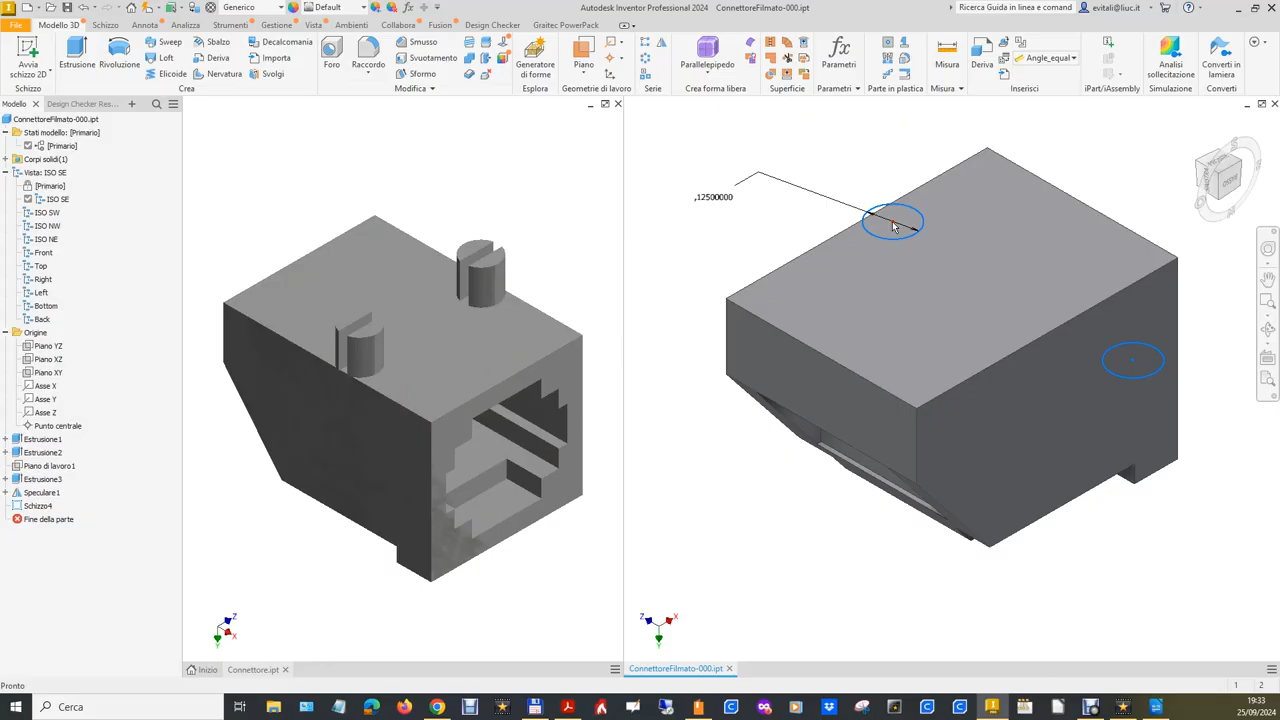 Generico
Default
Autodesk Inventor Professional 2024   ConnettoreFilmato-000.ipt
Ricerca Guida in linea e comandi
evitali@liuc.it
File
Modello 3D
Schizzo
Annota
Analizza
Strumenti
Gestione
Vista
Ambienti
Collabora
Fusion
Design Checker
Graitec PowerPack
Avvia
schizzo 2D
Estrusione
Rivoluzione
Sweep
Loft
Elicoide
Sbalzo
Deriva
Nervatura
Decalcomania
Importa
Svolgi
Foro
Raccordo
Smusso
Svuotamento
Sformo
Generatore
di forme
Piano
Parallelepipedo
Parametri
Misura
Deriva
Angle_equal
Analisi
sollecitazione
Converti in
lamiera
Schizzo
Crea
Modifica
Esplora
Geometrie di lavoro
Serie
Crea forma libera
Superficie
Parametri
Parte in plastica
Misura
Inserisci
iPart/iAssembly
Simulazione
Converti
Modello
Design Checker Res...
ConnettoreFilmato-000.ipt
Stati modello: [Primario]
[Primario]
Corpi solidi(1)
Vista: ISO SE
[Primario]
ISO SE
ISO SW
ISO NW
ISO NE
Front
Top
Right
Left
Bottom
Back
Origine
Piano YZ
Piano XZ
Piano XY
Asse X
Asse Y
Asse Z
Punto centrale
Estrusione1
Estrusione2
Piano di lavoro1
Estrusione3
Speculare1
Schizzo4
Fine della parte
,12500000
Z
X
Y
Z
X
Y
Inizio
Connettore.ipt
ConnettoreFilmato-000.ipt
Pronto
1
2
Cerca
19:33
25/09/2024